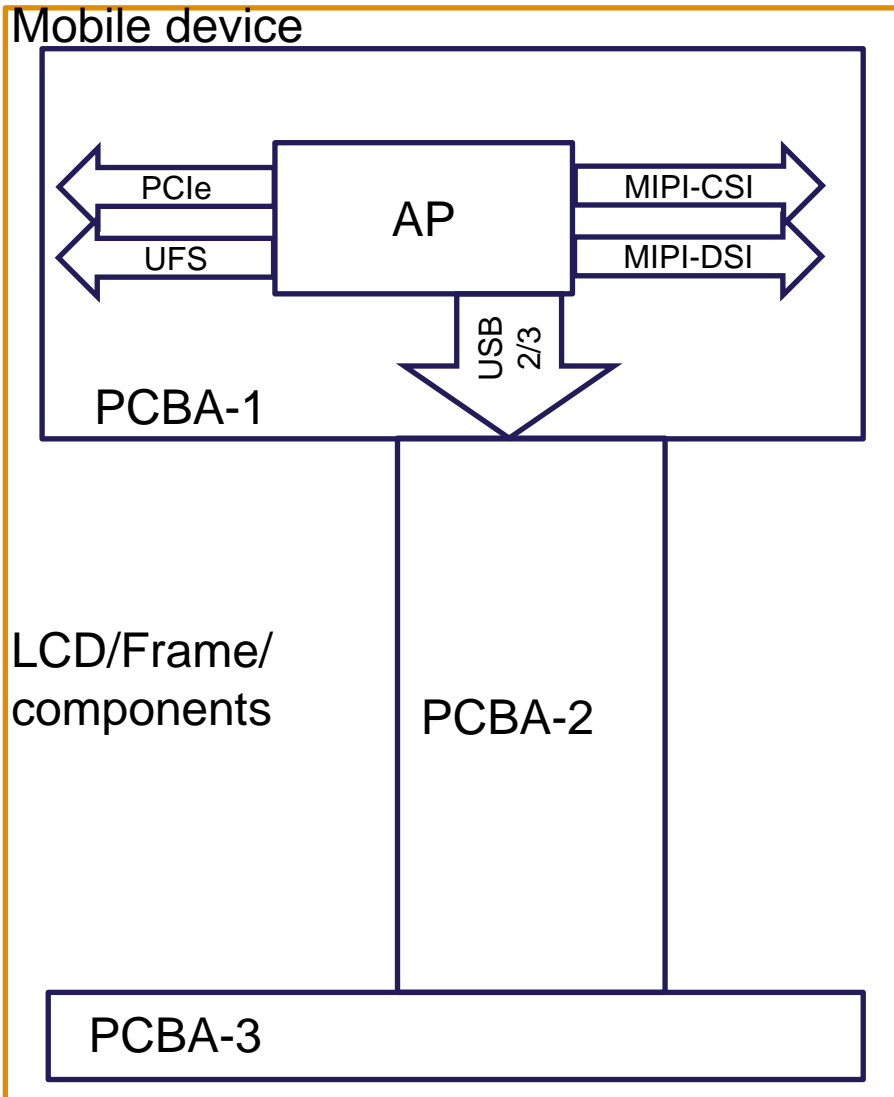 Mobile device
PCIe
AP
MIPI-CSI
UFS
MIPI-DSI
USB
2/3
PCBA-1
LCD/Frame/
components
PCBA-2
PCBA-3